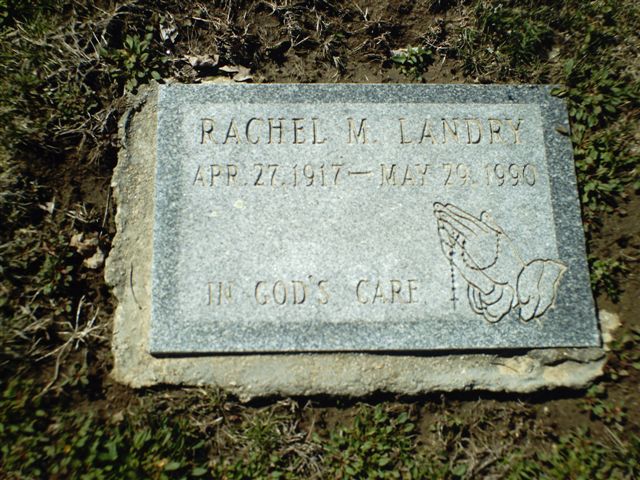 RACHEL M. LANDRY
APR. 27, 1917 — MAY 29, 1990
IN GOD'S CARE